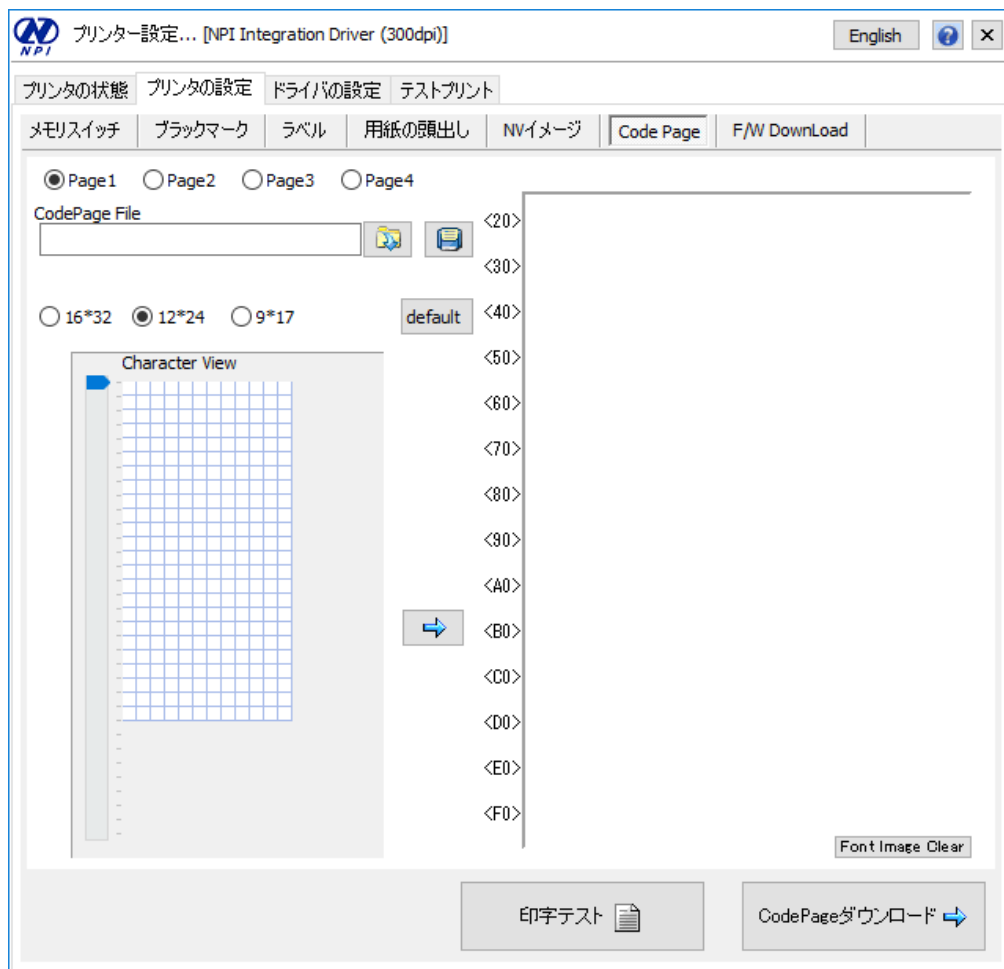 NPI
プリンター設定... [NPI Integration Driver (300dpi)]
English
?
プリンタの状態 プリンタの設定 ドライバの設定 テストプリント
メモリスイッチ ブラックマーク ラベル 用紙の頭出し NVイメージ Code Page F/W DownLoad
Page1 Page2 Page3 Page4
CodePage File
16*32 12*24 9*17
default
Character View
<20>
<30>
<40>
<50>
<60>
<70>
<80>
<90>
<A0>
<B0>
<C0>
<D0>
<E0>
<F0>
Font Image Clear
印字テスト
CodePageダウンロード